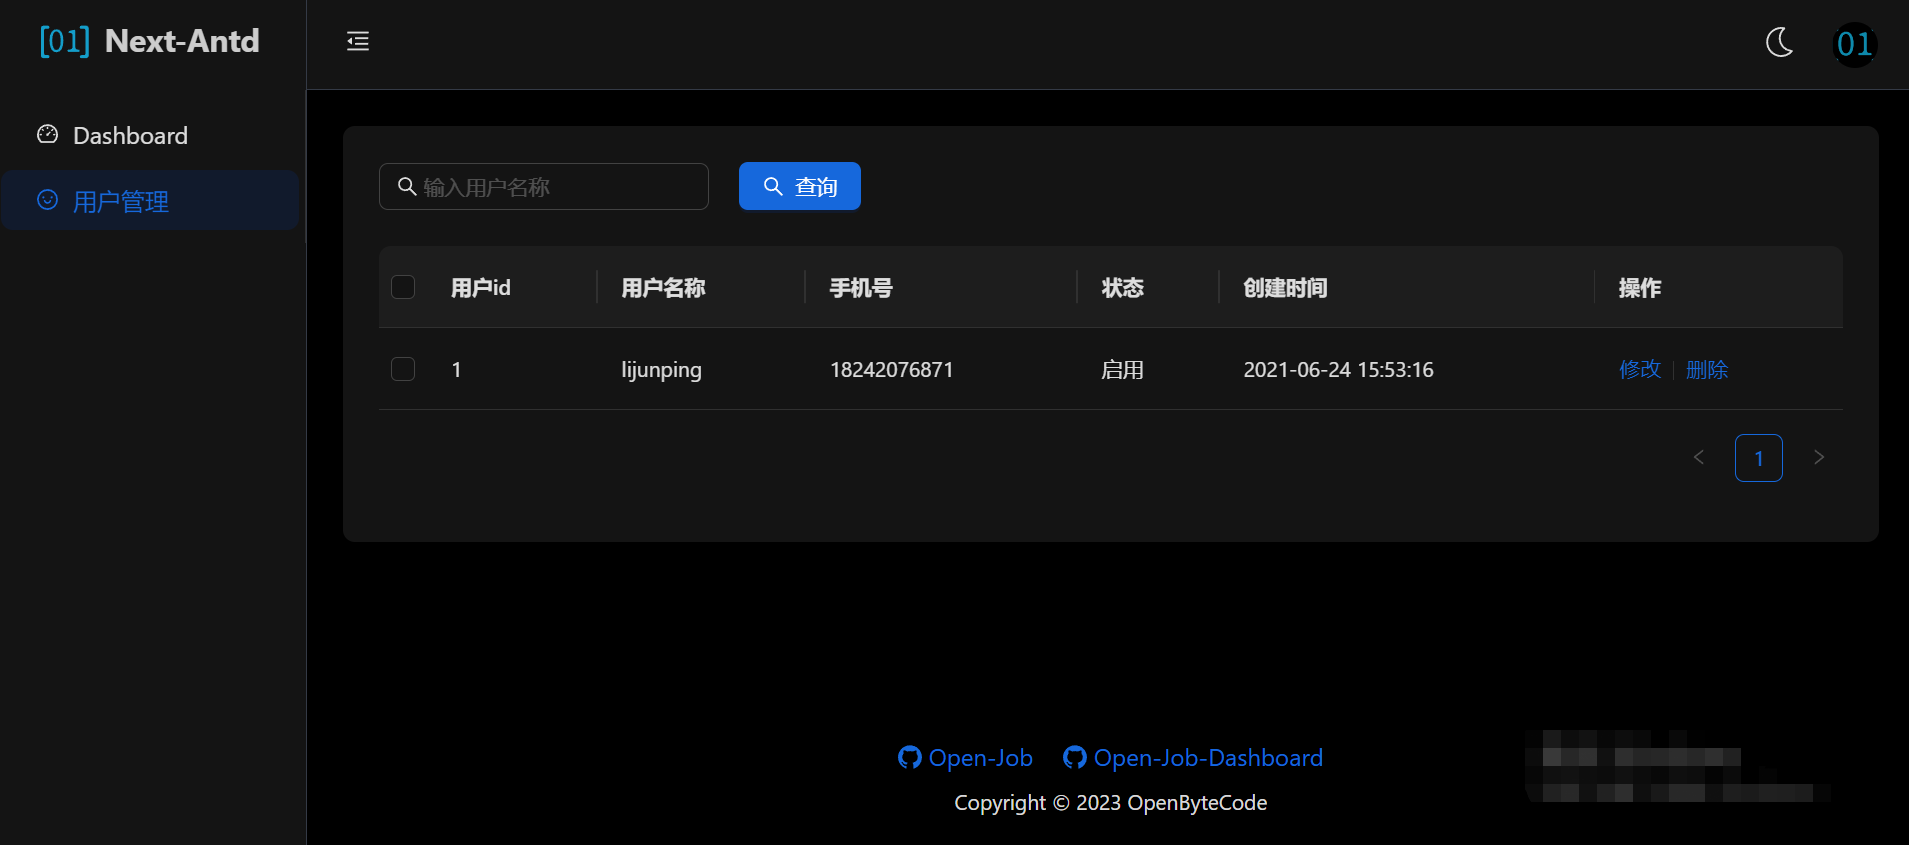 [01] Next-Antd
01
Dashboard
用户管理
输入用户名称
查询
用户id 用户名称 手机号 状态 创建时间 操作
1 lijunping 18242076871 启用 2021-06-24 15:53:16 修改 删除
1
Open-Job Open-Job-Dashboard
Copyright © 2023 OpenByteCode